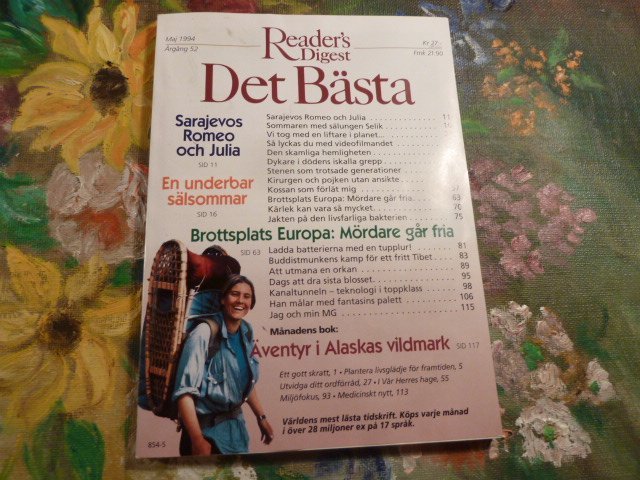 Maj 1994
Årgång 52
Reader's
Digest
Kr 27:-
Fmk 21:90
Det Bästa
Sarajevos
Romeo
och Julia
SID 11
En underbar
sälsommar
SID 16
Sarajevos Romeo och Julia . . . . . . . . . . . 11
Sommaren med sälungen Selik . . . . . . . 16
Vi tog med en liftare i planet...
Så lyckas du med videofilmandet . . . . .
Den skamliga hemligheten . . . . . . . . . .
Dykare i dödens iskalla grepp . . . . . . .
Stenen som trotsade generationer . . . .
Kirurgen och pojken utan ansikte . . . .
Kossan som förlät mig . . . . . . . . . . . . 57
Brottsplats Europa: Mördare går fria . . . . 63
Kärlek kan vara så mycket. . . . . . . . . . 70
Jakten på den livsfarliga bakterien . . . . 75
Brottsplats Europa: Mördare går fria
SID 63
Ladda batterierna med en tupplur! . . . . 81
Buddistmunkens kamp för ett fritt Tibet . . 83
Att utmana en orkan . . . . . . . . . . . . . 89
Dags att dra sista blosset. . . . . . . . . . 95
Kanaltunneln – teknologi i toppklass . . . 98
Han målar med fantasins palett . . . . . . 106
Jag och min MG . . . . . . . . . . . . . . . 115
Månadens bok:
Äventyr i Alaskas vildmark SID 117
Ett gott skratt, 1 • Plantera livsglädje för framtiden, 5
Utvidga ditt ordförråd, 27 • I Vår Herres hage, 55
Miljöfokus, 93 • Medicinskt nytt, 113
Världens mest lästa tidskrift. Köps varje månad
i över 28 miljoner ex på 17 språk.
854-5